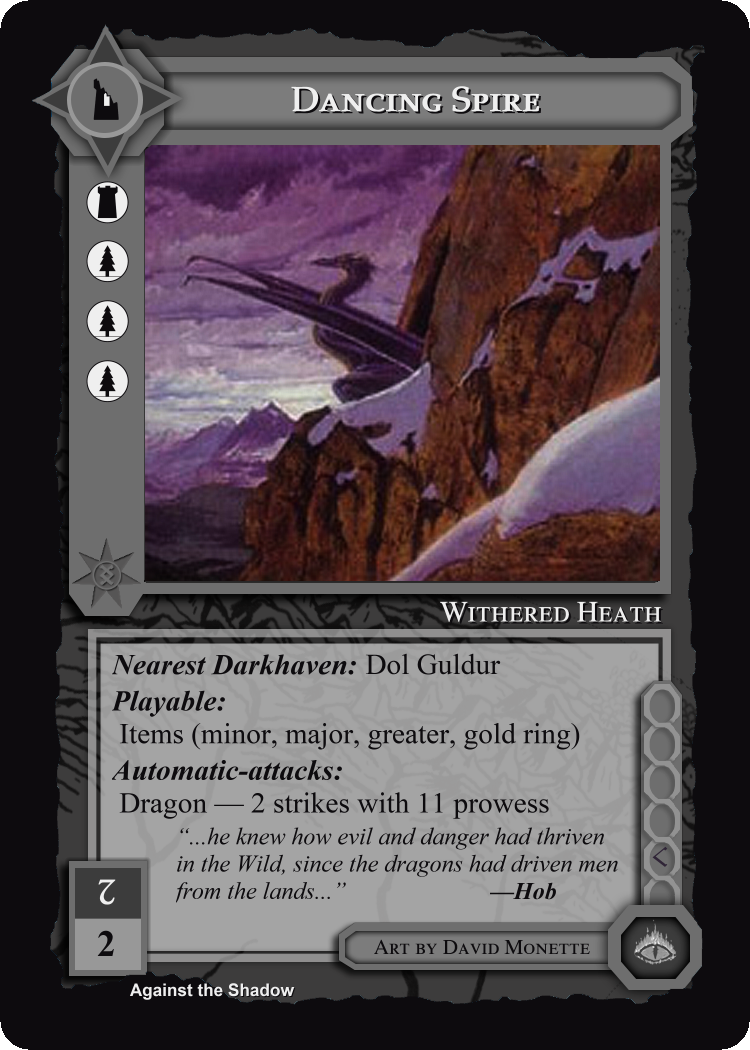 Dancing Spire
Withered Heath
Nearest Darkhaven: Dol Guldur
Playable:
Items (minor, major, greater, gold ring)
Automatic-attacks:
Dragon — 2 strikes with 11 prowess
“...he knew how evil and danger had thriven
in the Wild, since the dragons had driven men
from the lands...” —Hob
2
2
Art by David Monette
Against the Shadow